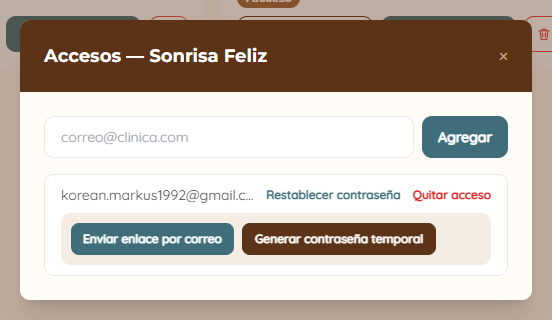 Accesos — Sonrisa Feliz
×
correo@clinica.com
Agregar
korean.markus1992@gmail.c... Restablecer contraseña Quitar acceso
Enviar enlace por correo Generar contraseña temporal